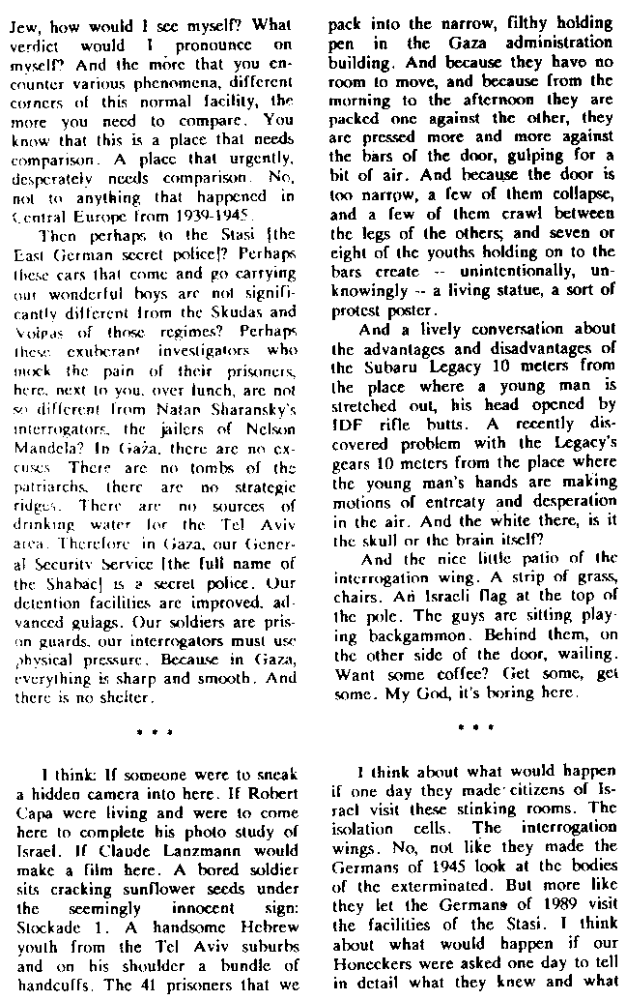 Jew, how would I see myself? What
verdict would I pronounce on
myself? And the more that you en-
counter various phenomena, different
corners of this normal facility, the
more you need to compare. You
know that this is a place that needs
comparison. A place that urgently,
desperately needs comparison. No,
not to anything that happened in
Central Europe from 1939-1945.
Then perhaps to the Stasi [the
East German secret police]? Perhaps
these cars that come and go carrying
our wonderful boys are not signifi-
cantly different from the Skudas and
Volpas of those regimes? Perhaps
these exuberant investigators who
mock the pain of their prisoners,
here, next to you, over lunch, are not
so different from Natan Sharansky's
interrogators, the jailers of Nelson
Mandela? In Gaza, there are no ex-
cuses. There are no tombs of the
patriarchs, there are no strategic
ridges. There are no sources of
drinking water for the Tel Aviv
area. Therefore in Gaza, our Gener-
al Security Service [the full name of
the Shabac] is a secret police. Our
detention facilities are improved, ad-
vanced gulags. Our soldiers are pris-
on guards, our interrogators must use
physical pressure. Because in Gaza,
everything is sharp and smooth. And
there is no shelter.
* * *
I think: If someone were to sneak
a hidden camera into here. If Robert
Capa were living and were to come
here to complete his photo study of
Israel. If Claude Lanzmann would
make a film here. A bored soldier
sits cracking sunflower seeds under
the seemingly innocent sign:
Stockade 1. A handsome Hebrew
youth from the Tel Aviv suburbs
and on his shoulder a bundle of
handcuffs. The 41 prisoners that we
pack into the narrow, filthy holding
pen in the Gaza administration
building. And because they have no
room to move, and because from the
morning to the afternoon they are
packed one against the other, they
are pressed more and more against
the bars of the door, gulping for a
bit of air. And because the door is
too narrow, a few of them collapse,
and a few of them crawl between
the legs of the others; and seven or
eight of the youths holding on to the
bars create -- unintentionally, un-
knowingly -- a living statue, a sort of
protest poster.
And a lively conversation about
the advantages and disadvantages of
the Subaru Legacy 10 meters from
the place where a young man is
stretched out, his head opened by
IDF rifle butts. A recently dis-
covered problem with the Legacy's
gears 10 meters from the place where
the young man's hands are making
motions of entreaty and desperation
in the air. And the white there, is it
the skull or the brain itself?
And the nice little patio of the
interrogation wing. A strip of grass,
chairs. An Israeli flag at the top of
the pole. The guys are sitting play-
ing backgammon. Behind them, on
the other side of the door, wailing.
Want some coffee? Get some, get
some. My God, it's boring here.
* * *
I think about what would happen
if one day they made citizens of Is-
rael visit these stinking rooms. The
isolation cells. The interrogation
wings. No, not like they made the
Germans of 1945 look at the bodies
of the exterminated. But more like
they let the Germans of 1989 visit
the facilities of the Stasi. I think
about what would happen if our
Honeckers were asked one day to tell
in detail what they knew and what